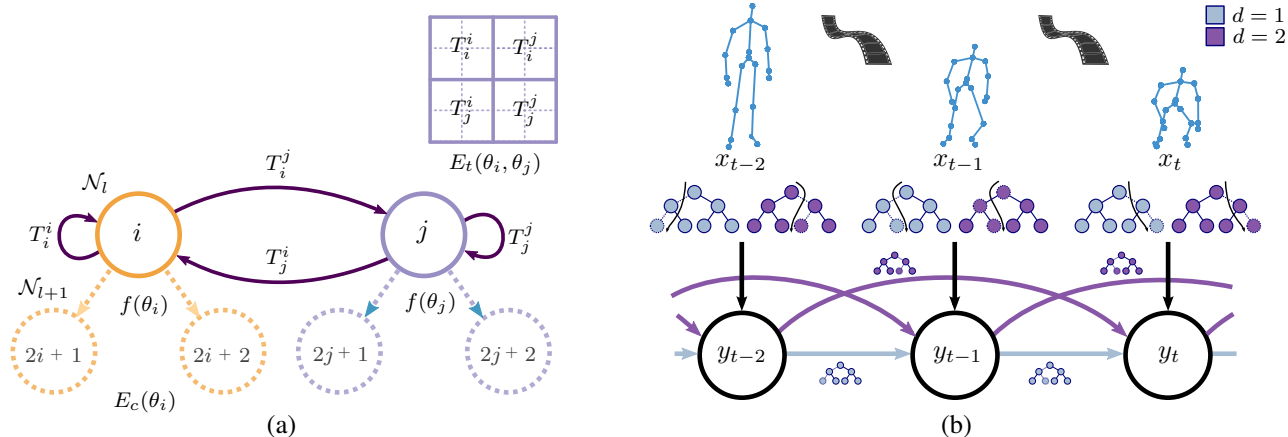 T_i^i T_i^j
T_j^i T_j^j
E_t(θ_i, θ_j)
N_l
T_i^j
T_i^i
i
j
T_j^j
T_j^i
N_{l+1}
f(θ_i)
f(θ_j)
2i + 1
2i + 2
2j + 1
2j + 2
E_c(θ_i)
(a)
d = 1
d = 2
x_{t−2}
x_{t−1}
x_t
y_{t−2}
y_{t−1}
y_t
(b)